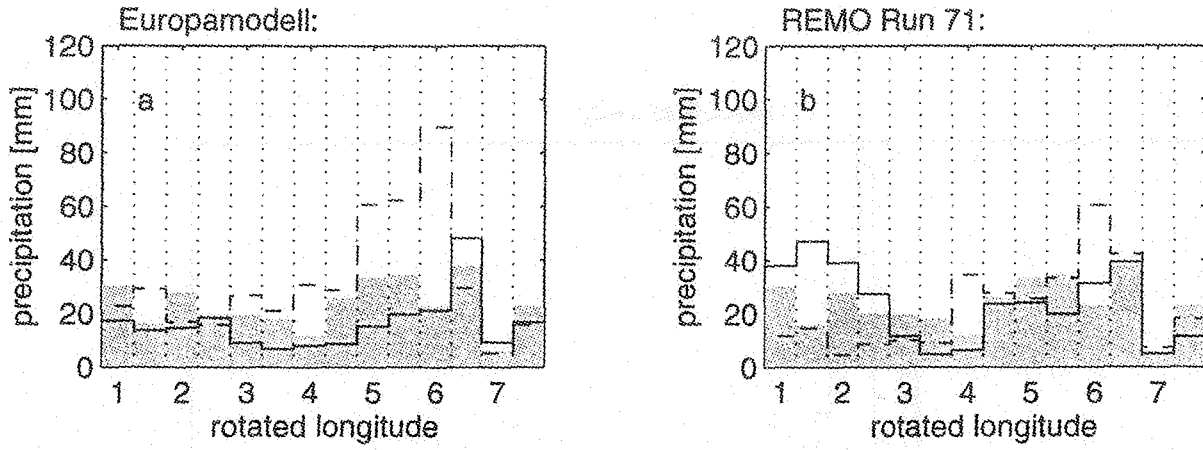 Europamodell:
120
100
80
60
40
20
0
precipitation [mm]
a
1 2 3 4 5 6 7
rotated longitude
REMO Run 71:
120
100
80
60
40
20
0
precipitation [mm]
b
1 2 3 4 5 6 7
rotated longitude